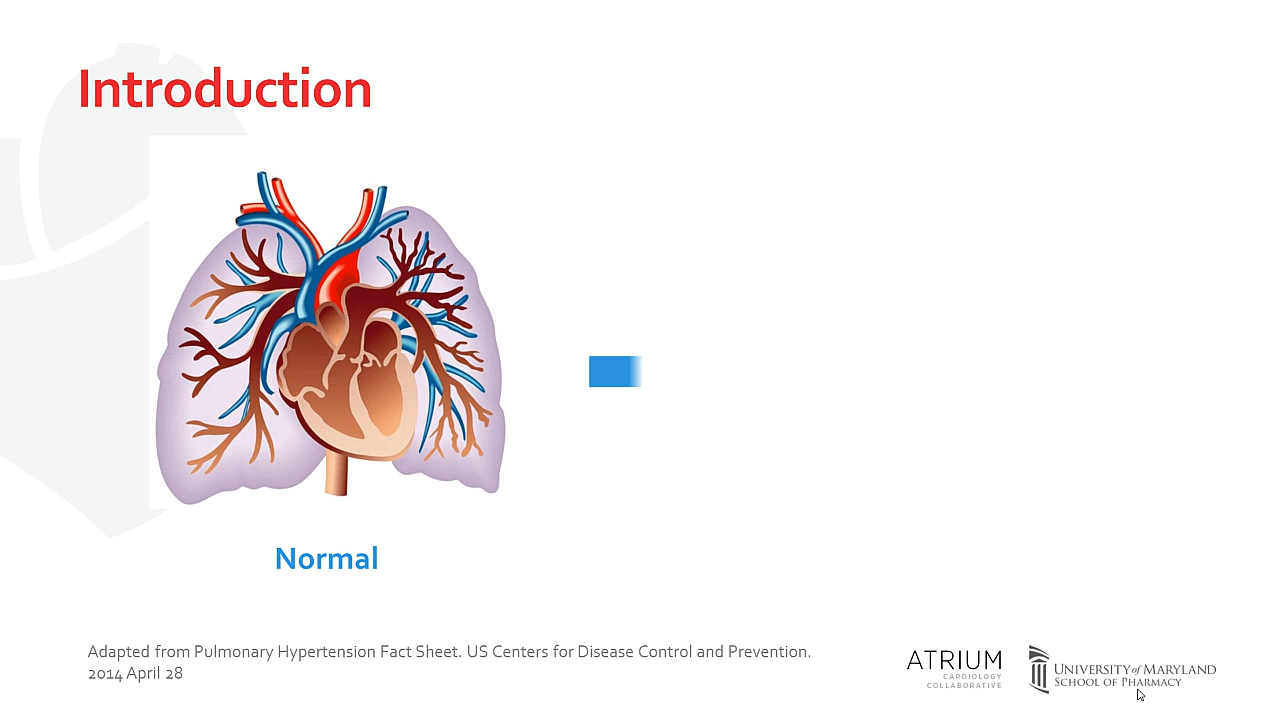 Introduction
Normal
Adapted from Pulmonary Hypertension Fact Sheet. US Centers for Disease Control and Prevention.
2014 April 28
ATRIUM
CARDIOLOGY
COLLABORATIVE
UNIVERSITY of MARYLAND
SCHOOL OF PHARMACY